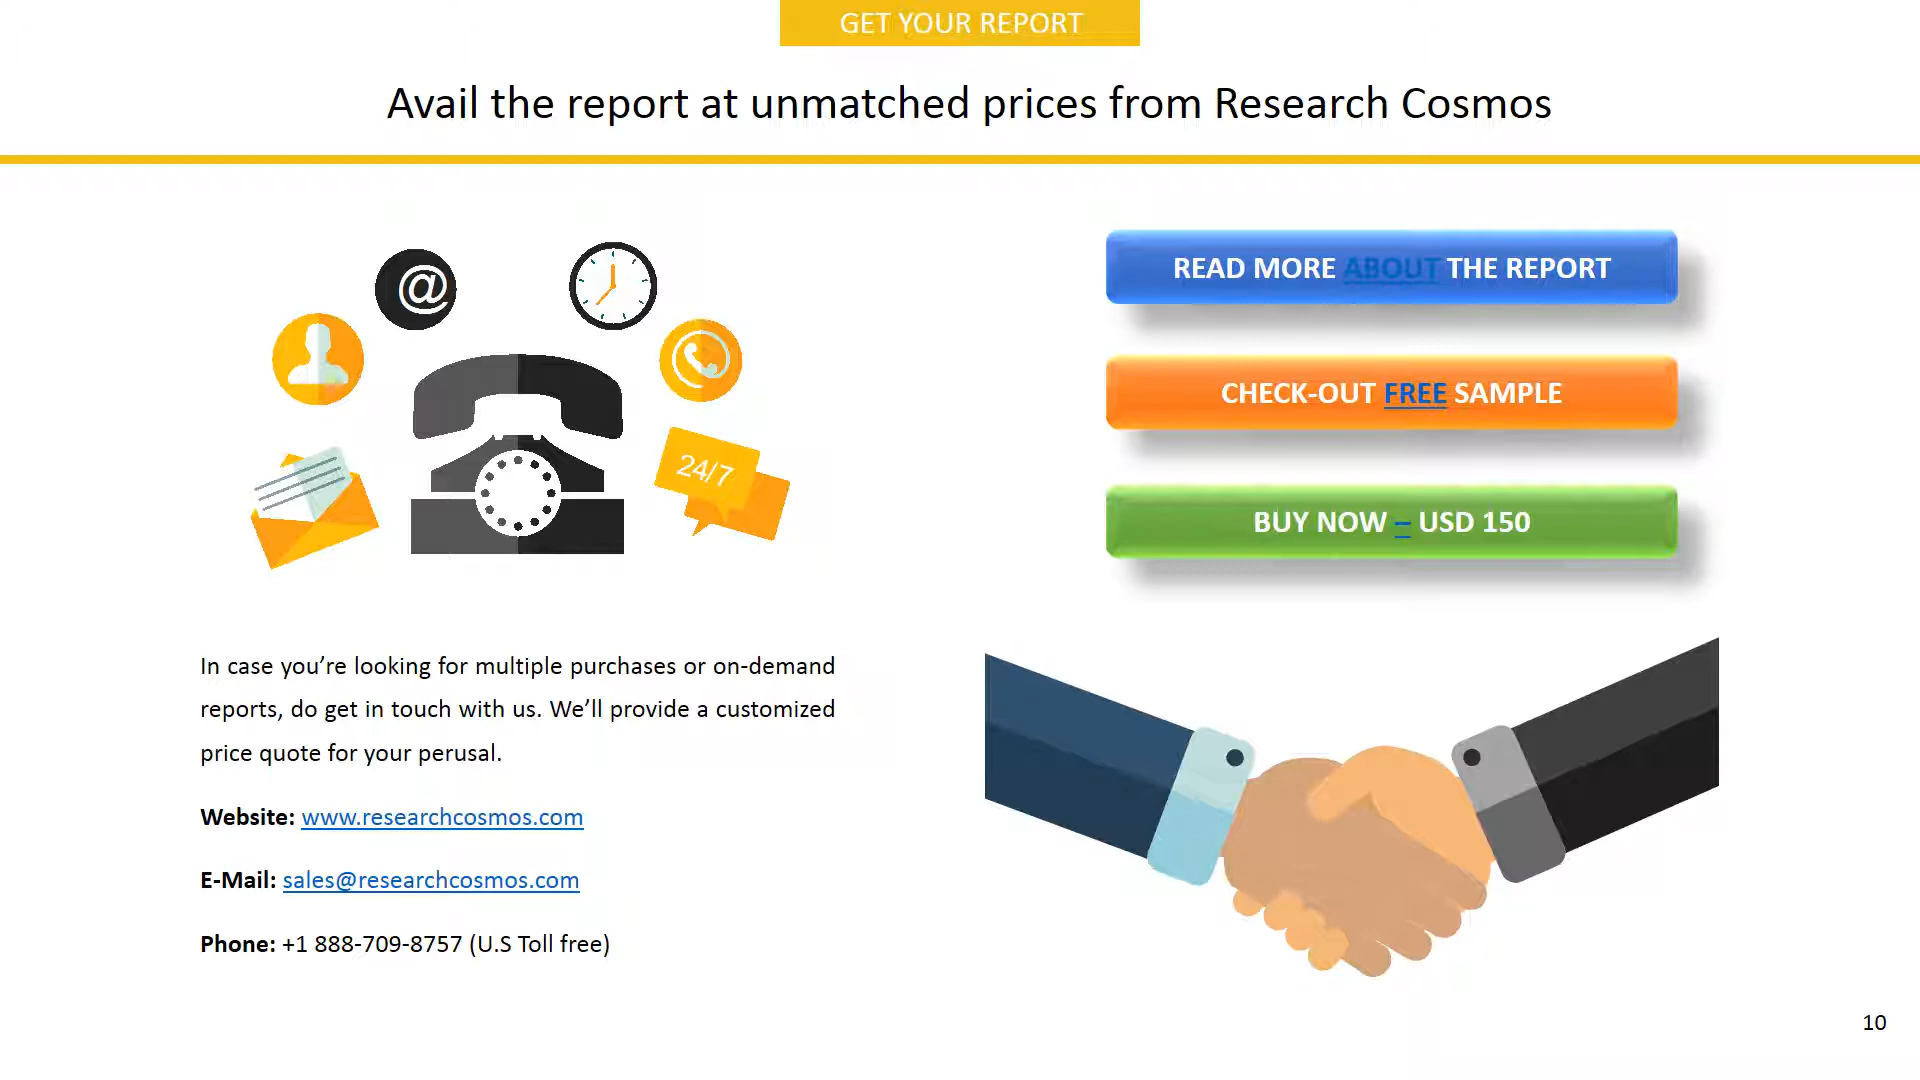 GET YOUR REPORT
Avail the report at unmatched prices from Research Cosmos
@
24/7
READ MORE ABOUT THE REPORT
CHECK-OUT FREE SAMPLE
BUY NOW – USD 150
In case you’re looking for multiple purchases or on-demand
reports, do get in touch with us. We’ll provide a customized
price quote for your perusal.
Website: www.researchcosmos.com
E-Mail: sales@researchcosmos.com
Phone: +1 888-709-8757 (U.S Toll free)
10